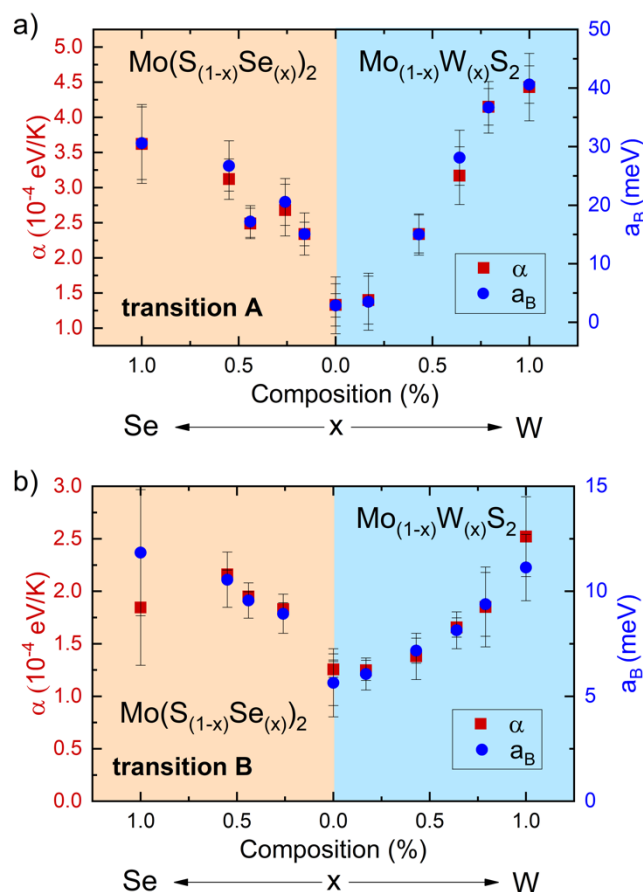 a)
Mo(S(1-x)Se(x))2
Mo(1-x)W(x)S2
5.0
4.5
4.0
3.5
3.0
2.5
2.0
1.5
1.0
α (10-4 eV/K)
50
40
30
20
10
0
aB (meV)
α
aB
transition A
1.0
0.5
0.0
0.5
1.0
Composition (%)
Se
x
W
b)
Mo(1-x)W(x)S2
3.0
2.5
2.0
1.5
1.0
0.5
0.0
α (10-4 eV/K)
15
10
5
0
aB (meV)
Mo(S(1-x)Se(x))2
α
aB
transition B
1.0
0.5
0.0
0.5
1.0
Composition (%)
Se
x
W